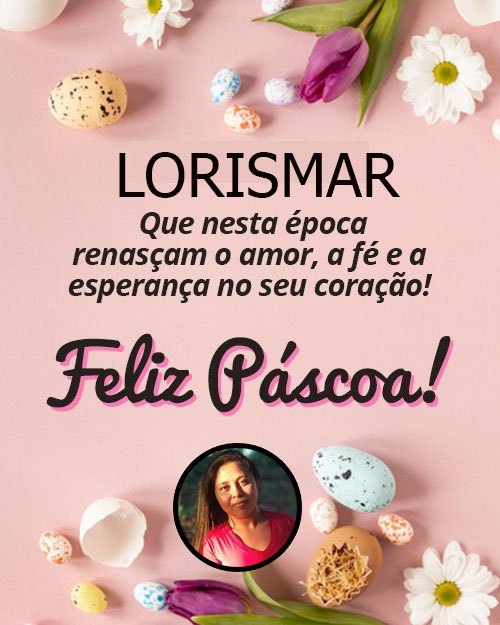 LORISMAR
Que nesta época
renasçam o amor, a fé e a
esperança no seu coração!
Feliz Páscoa!